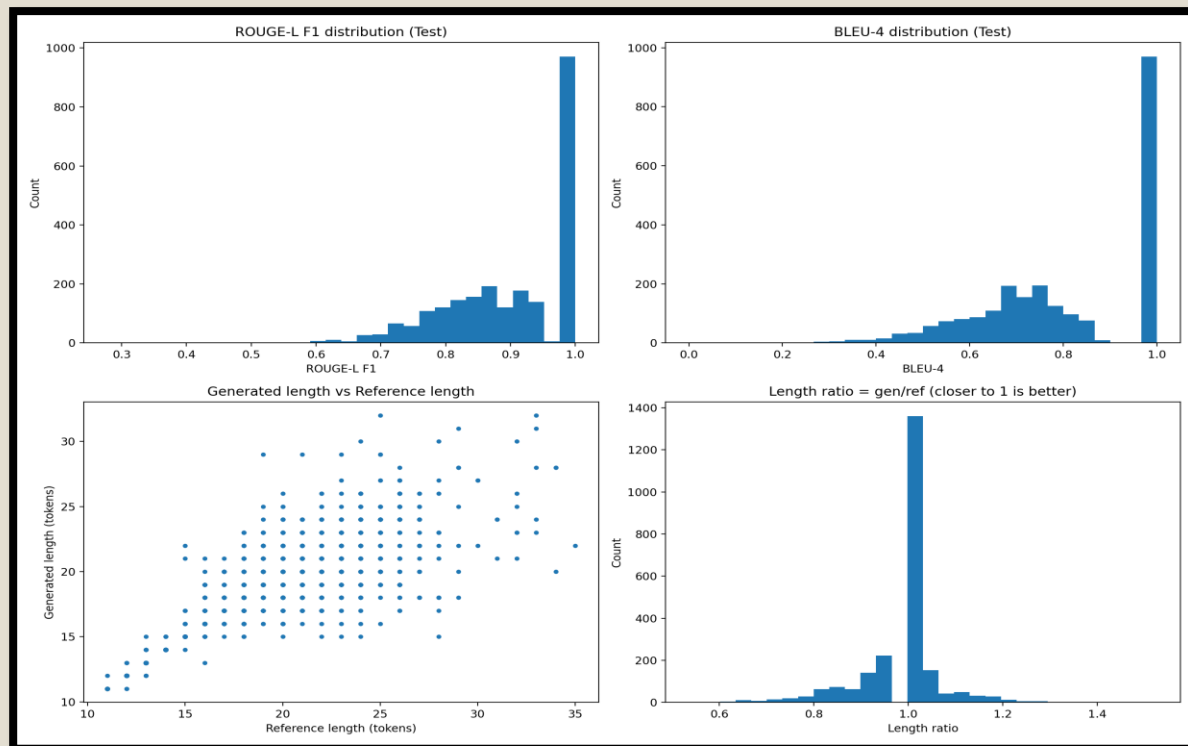 ROUGE-L F1 distribution (Test)
1000
800
600
400
200
0
Count
0.3 0.4 0.5 0.6 0.7 0.8 0.9 1.0
ROUGE-L F1
BLEU-4 distribution (Test)
1000
800
600
400
200
0
Count
0.0 0.2 0.4 0.6 0.8 1.0
BLEU-4
Generated length vs Reference length
30
25
20
15
10
Generated length (tokens)
10 15 20 25 30 35
Reference length (tokens)
Length ratio = gen/ref (closer to 1 is better)
1400
1200
1000
800
600
400
200
0
Count
0.6 0.8 1.0 1.2 1.4
Length ratio